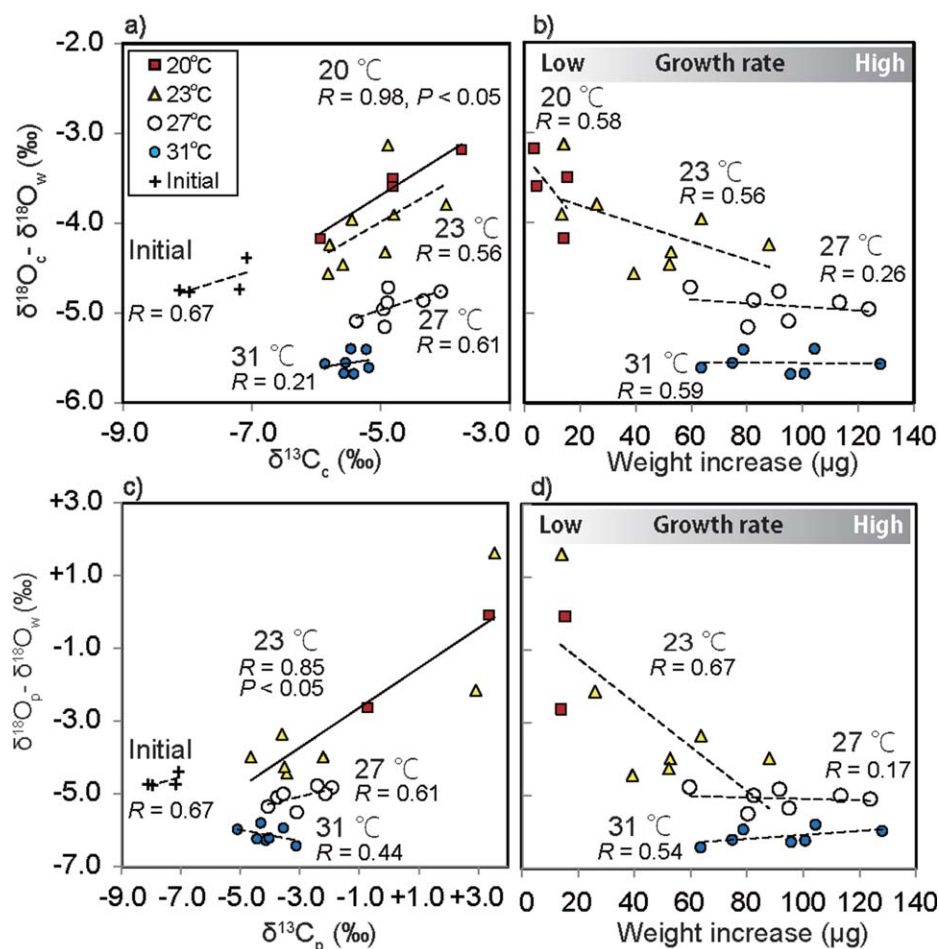 a)
-2.0
-3.0
-4.0
-5.0
-6.0
δ¹⁸O_c - δ¹⁸O_w (‰)
20°C
23°C
27°C
31°C
Initial
20 °C
R = 0.98, P < 0.05
23 °C
R = 0.56
Initial
R = 0.67
27 °C
R = 0.61
31 °C
R = 0.21
-9.0 -7.0 -5.0 -3.0
δ¹³C_c (‰)
b)
Low Growth rate High
20 °C
R = 0.58
23 °C
R = 0.56
27 °C
R = 0.26
31 °C
R = 0.59
0 20 40 60 80 100 120 140
Weight increase (μg)
c)
+3.0
+1.0
-1.0
-3.0
-5.0
-7.0
δ¹⁸O_p - δ¹⁸O_w (‰)
23 °C
R = 0.85
P < 0.05
Initial
R = 0.67
27 °C
R = 0.61
31 °C
R = 0.44
-9.0 -7.0 -5.0 -3.0 -1.0 +1.0 +3.0
δ¹³C_p (‰)
d)
Low Growth rate High
23 °C
R = 0.67
27 °C
R = 0.17
31 °C
R = 0.54
0 20 40 60 80 100 120 140
Weight increase (μg)